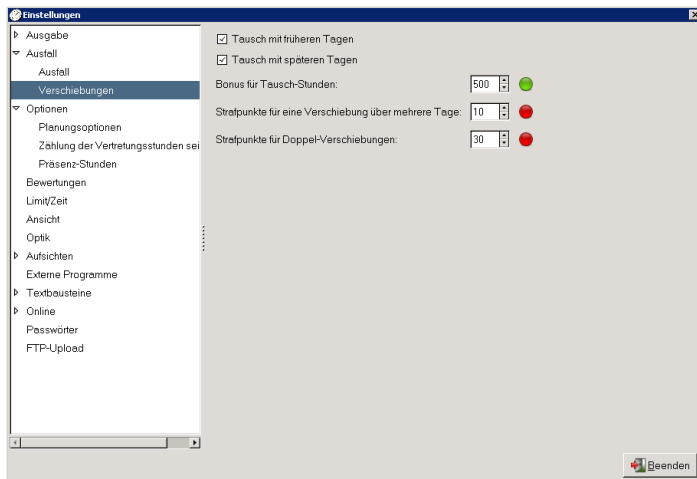 Einstellungen
Ausgabe
Ausfall
Ausfall
Verschiebungen
Optionen
Planungsoptionen
Zählung der Vertretungsstunden sei
Präsenz-Stunden
Bewertungen
Limit/Zeit
Ansicht
Optik
Aufsichten
Externe Programme
Textbausteine
Online
Passwörter
FTP-Upload
Tausch mit früheren Tagen
Tausch mit späteren Tagen
Bonus für Tausch-Stunden: 500
Strafpunkte für eine Verschiebung über mehrere Tage: 10
Strafpunkte für Doppel-Verschiebungen: 30
Beenden